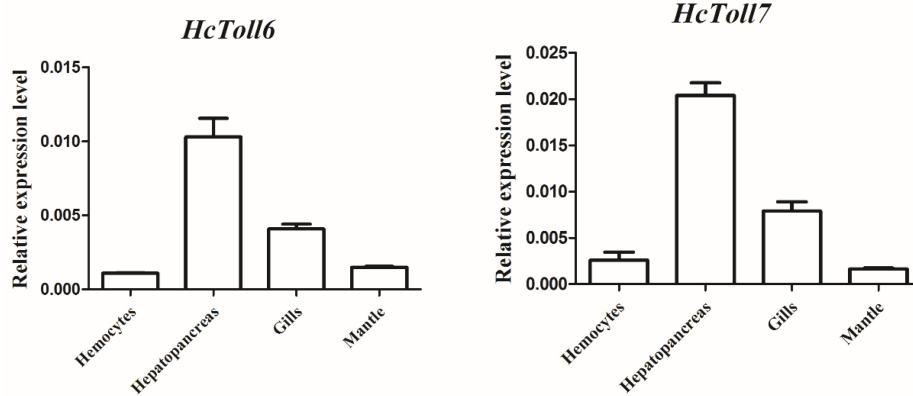 HcToll6
Relative expression level
0.015
0.010
0.005
0.000
Hemocytes
Hepatopancreas
Gills
Mantle
HcToll7
Relative expression level
0.025
0.020
0.015
0.010
0.005
0.000
Hemocytes
Hepatopancreas
Gills
Mantle